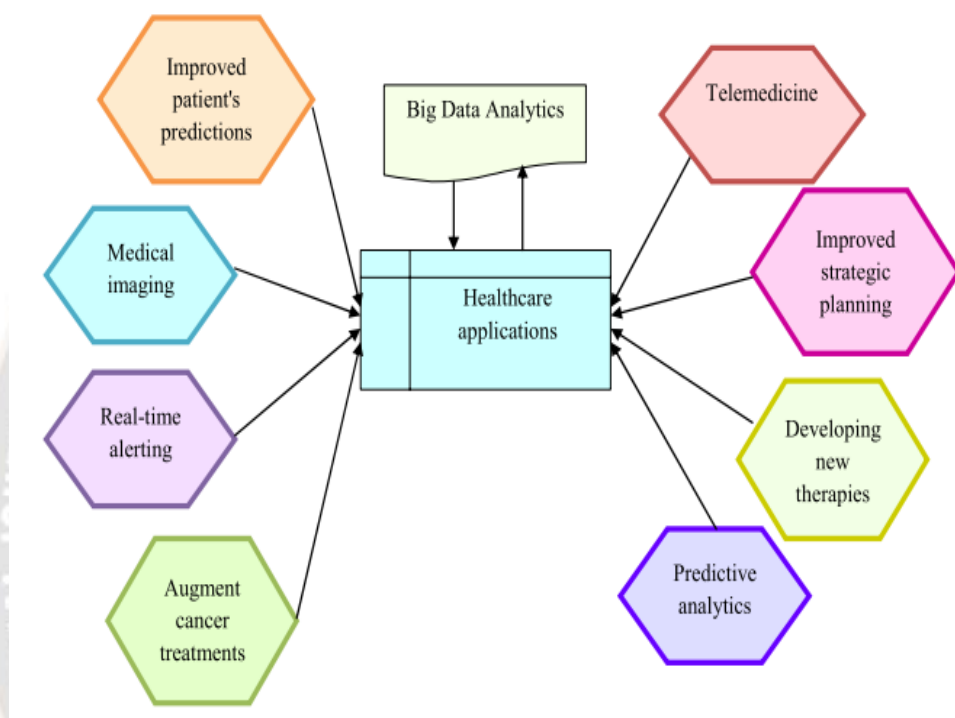 Improved
patient's
predictions
Big Data Analytics
Telemedicine
Medical
imaging
Improved
strategic
planning
Healthcare
applications
Real-time
alerting
Developing
new
therapies
Augment
cancer
treatments
Predictive
analytics